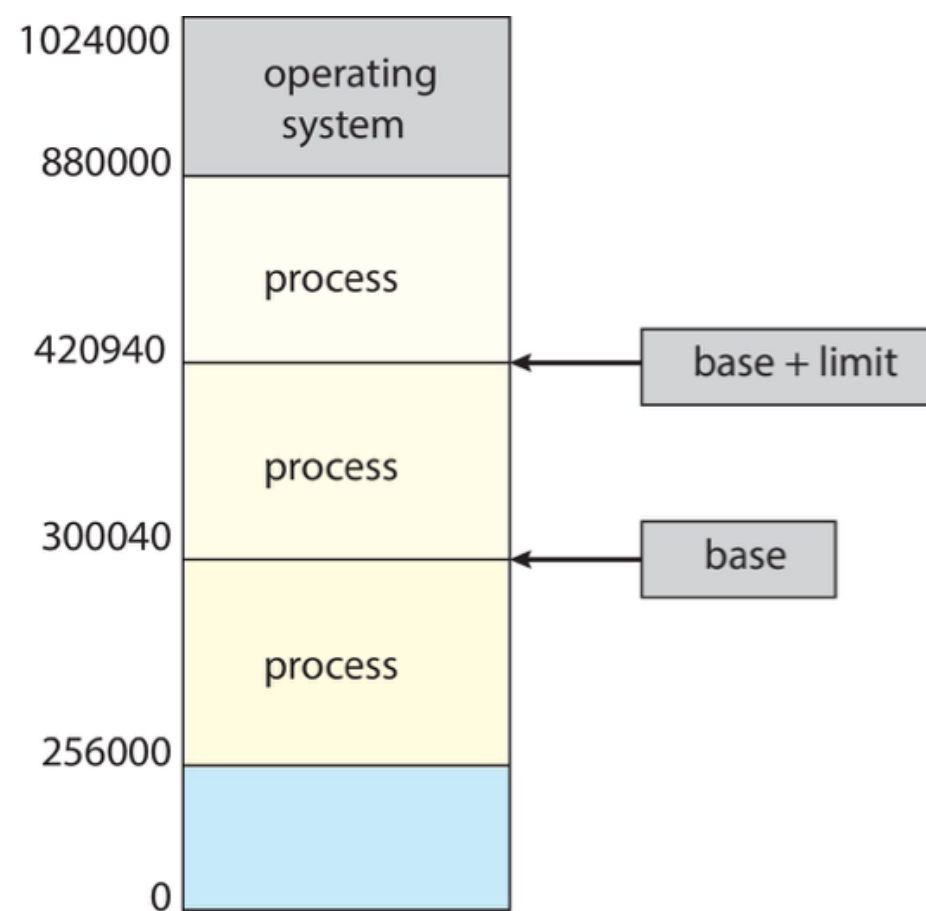 1024000
operating
system
880000
process
420940
base + limit
process
300040
base
process
256000
0